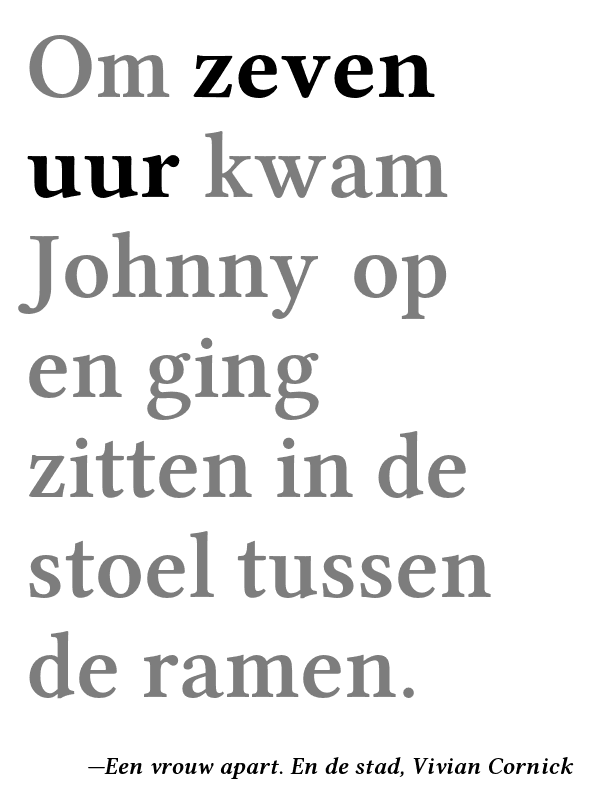 Om zeven
uur kwam
Johnny op
en ging
zitten in de
stoel tussen
de ramen.
—Een vrouw apart. En de stad, Vivian Cornick